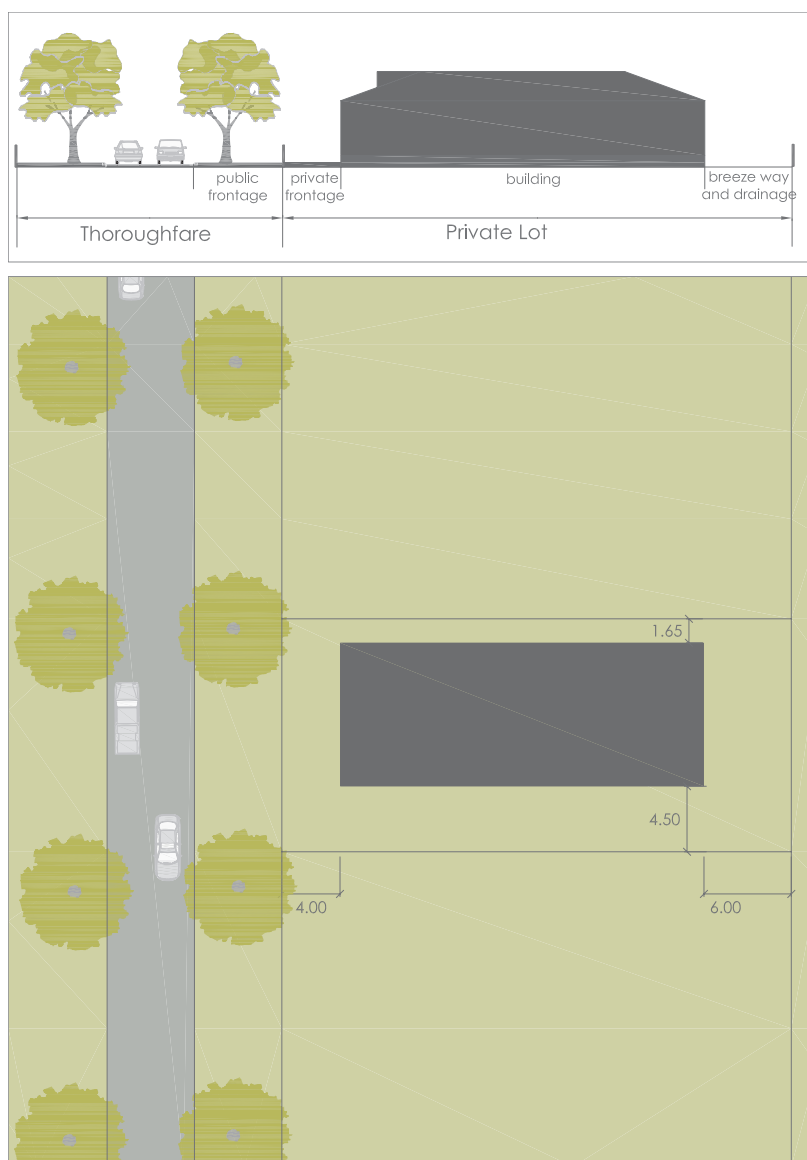 public
frontage
private
frontage
building
breeze way
and drainage
Thoroughfare
Private Lot
1.65
4.50
4.00
6.00